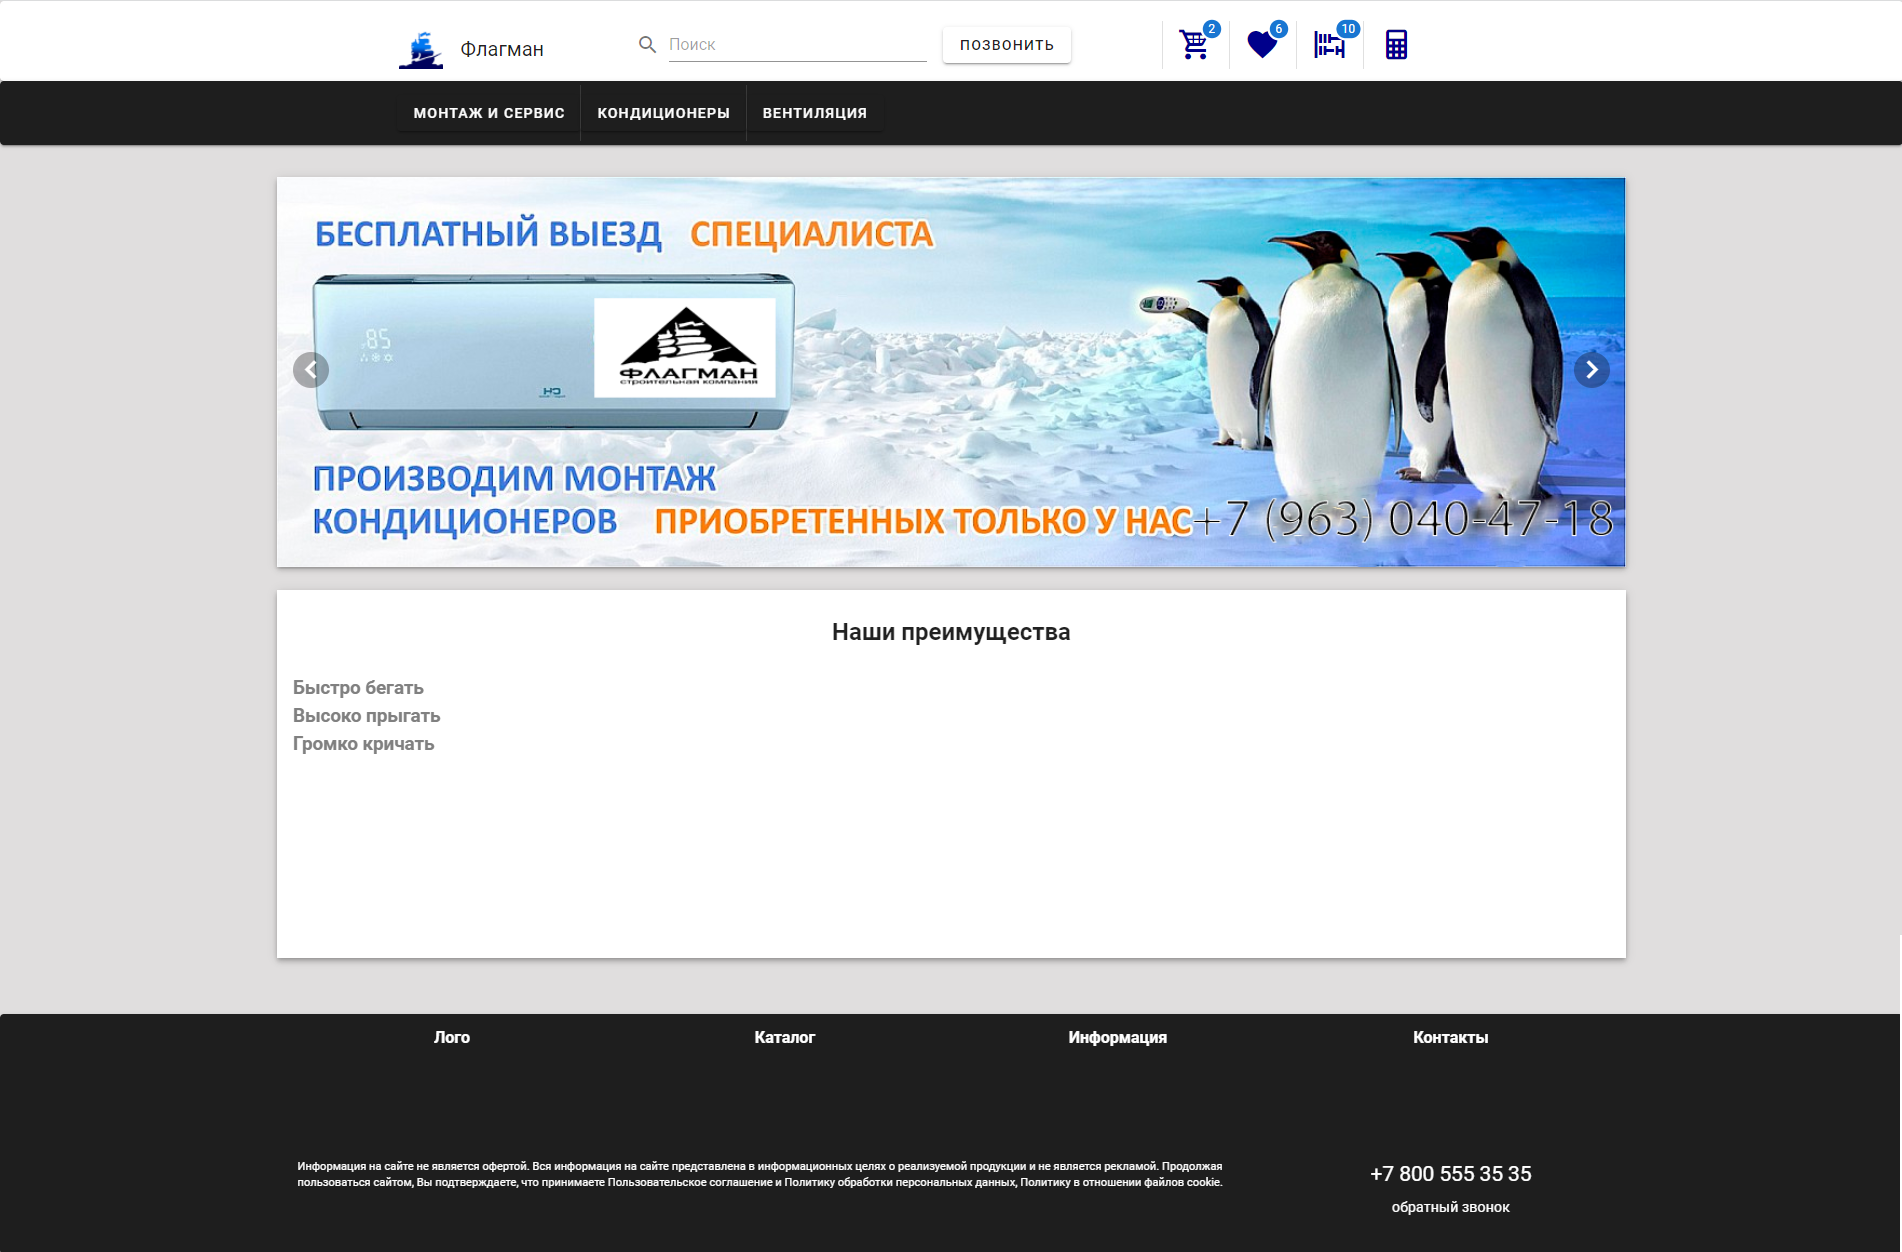 Флагман
Поиск
ПОЗВОНИТЬ
2
6
10
МОНТАЖ И СЕРВИС
КОНДИЦИОНЕРЫ
ВЕНТИЛЯЦИЯ
БЕСПЛАТНЫЙ ВЫЕЗД СПЕЦИАЛИСТА
85
ФЛАГМАН
строительная компания
ПРОИЗВОДИМ МОНТАЖ
КОНДИЦИОНЕРОВ ПРИОБРЕТЕННЫХ ТОЛЬКО У НАС +7 (963) 040-47-18
Наши преимущества
Быстро бегать
Высоко прыгать
Громко кричать
Лого
Каталог
Информация
Контакты
Информация на сайте не является офертой. Вся информация на сайте представлена в информационных целях о реализуемой продукции и не является рекламой. Продолжая
пользоваться сайтом, Вы подтверждаете, что принимаете Пользовательское соглашение и Политику обработки персональных данных, Политику в отношении файлов cookie.
+7 800 555 35 35
обратный звонок